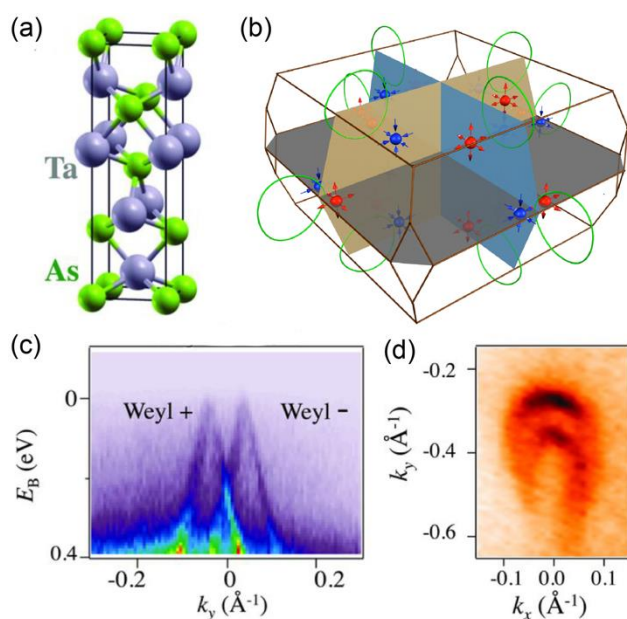 (a)
Ta
As
(b)
(c)
Weyl +
Weyl −
0
0.4
E_B (eV)
-0.2
0
0.2
k_y (Å⁻¹)
(d)
-0.2
-0.4
-0.6
k_y (Å⁻¹)
-0.1
0.0
0.1
k_x (Å⁻¹)